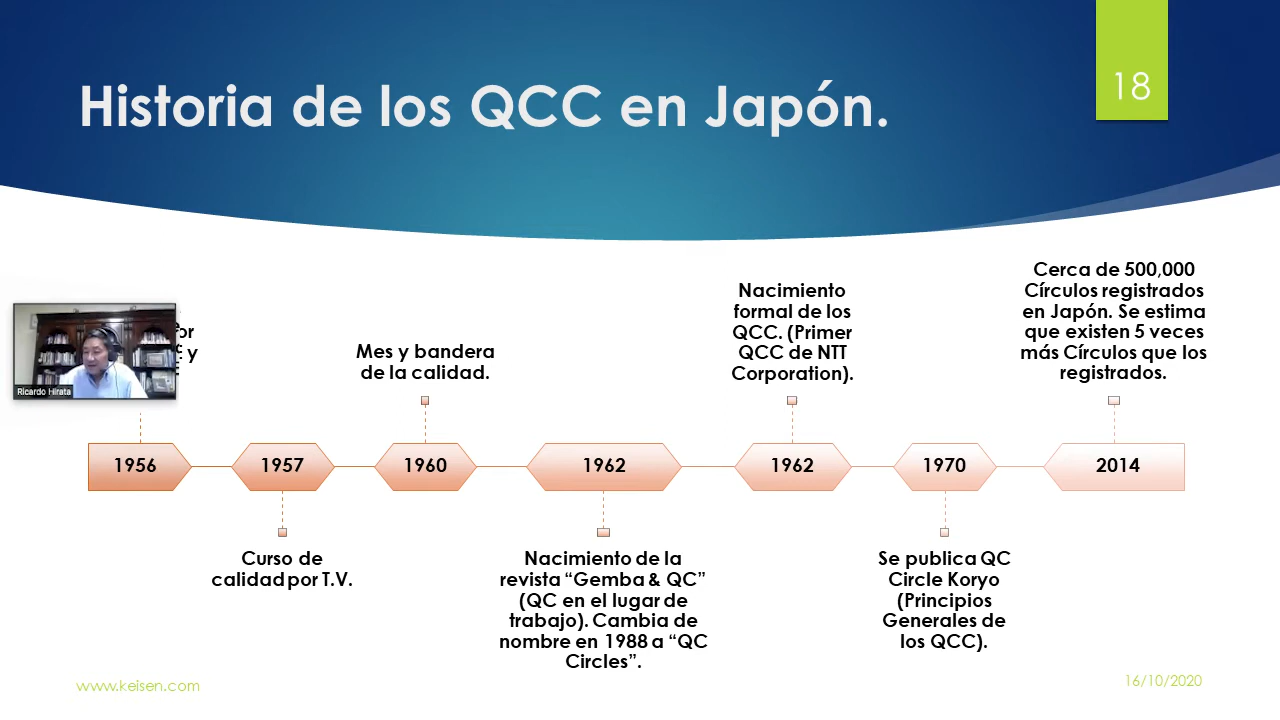 Historia de los QCC en Japón.
18
y
Ricardo Hirata
Mes y bandera
de la calidad.
Nacimiento
formal de los
QCC. (Primer
QCC de NTT
Corporation).
Cerca de 500,000
Círculos registrados
en Japón. Se estima
que existen 5 veces
más Círculos que los
registrados.
1956
1957
1960
1962
1962
1970
2014
Curso de
calidad por T.V.
Nacimiento de la
revista “Gemba & QC”
(QC en el lugar de
trabajo). Cambia de
nombre en 1988 a “QC
Circles”.
Se publica QC
Circle Koryo
(Principios
Generales de
los QCC).
www.keisen.com
16/10/2020